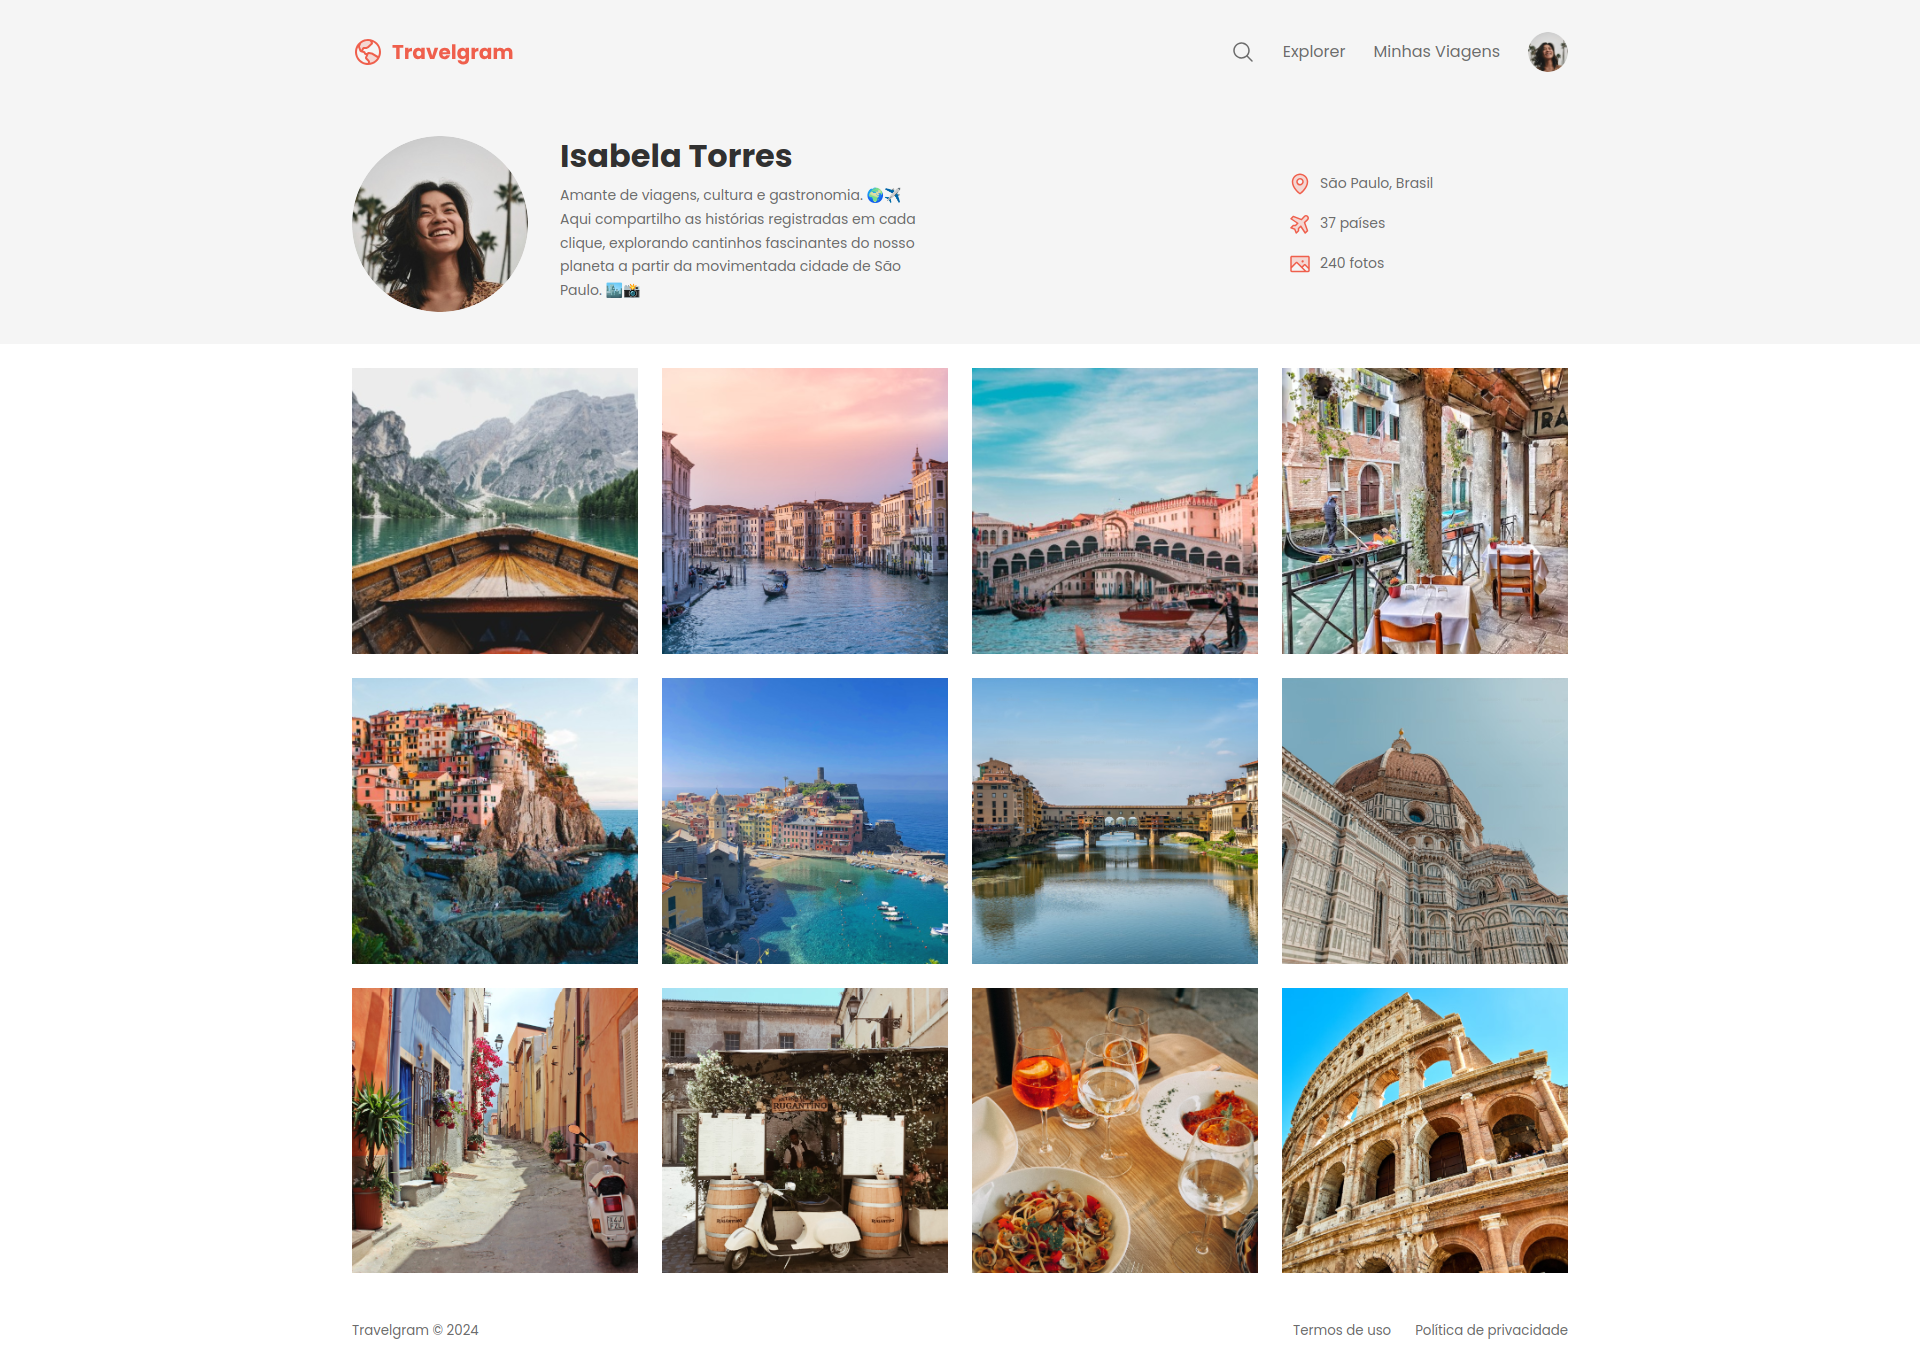 Travelgram
Explorer
Minhas Viagens
Isabela Torres
Amante de viagens, cultura e gastronomia. 🌍✈️
Aqui compartilho as histórias registradas em cada
clique, explorando cantinhos fascinantes do nosso
planeta a partir da movimentada cidade de São
Paulo. 🏙️📸
São Paulo, Brasil
37 países
240 fotos
TRA
RUGANTINO
Travelgram © 2024
Termos de uso
Política de privacidade